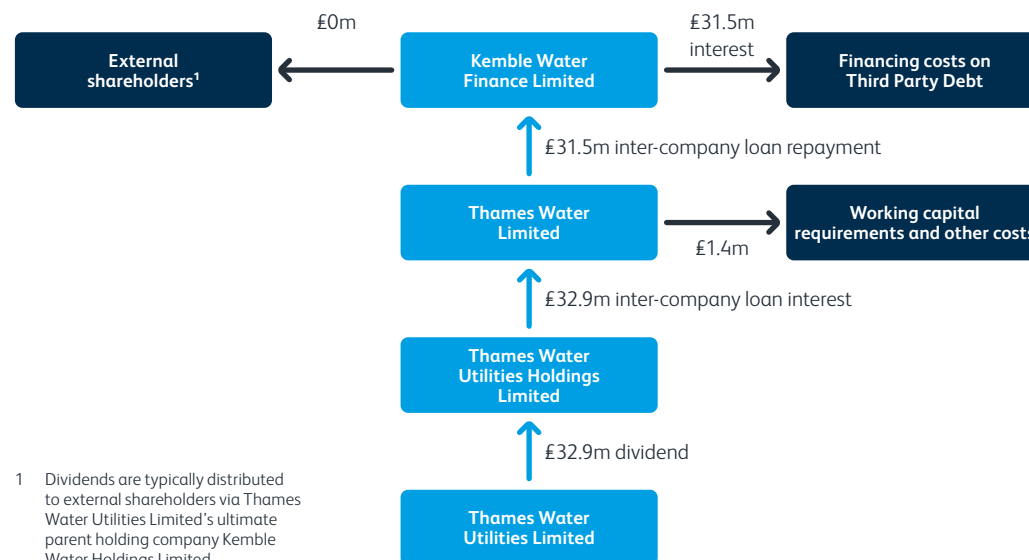 £0m
£31.5m
interest
External
shareholders¹
Kemble Water
Finance Limited
Financing costs on
Third Party Debt
£31.5m inter-company loan repayment
Thames Water
Limited
£1.4m
Working capital
requirements and other costs
£32.9m inter-company loan interest
Thames Water
Utilities Holdings
Limited
£32.9m dividend
Thames Water
Utilities Limited
1 Dividends are typically distributed
to external shareholders via Thames
Water Utilities Limited’s ultimate
parent holding company Kemble
Water Holdings Limited